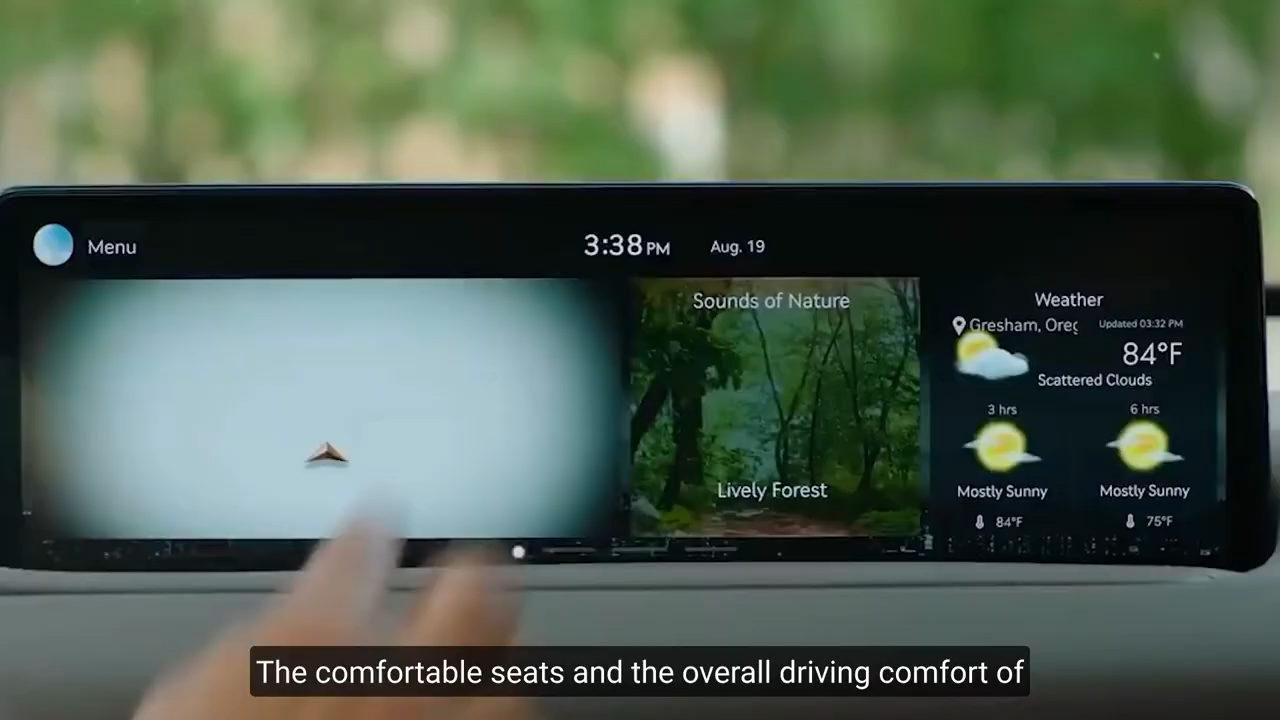 Menu
3:38 PM
Aug. 19
Sounds of Nature
Lively Forest
Weather
Gresham, Oreg
Updated 03:32 PM
84°F
Scattered Clouds
3 hrs
6 hrs
Mostly Sunny
Mostly Sunny
84°F
75°F
The comfortable seats and the overall driving comfort of